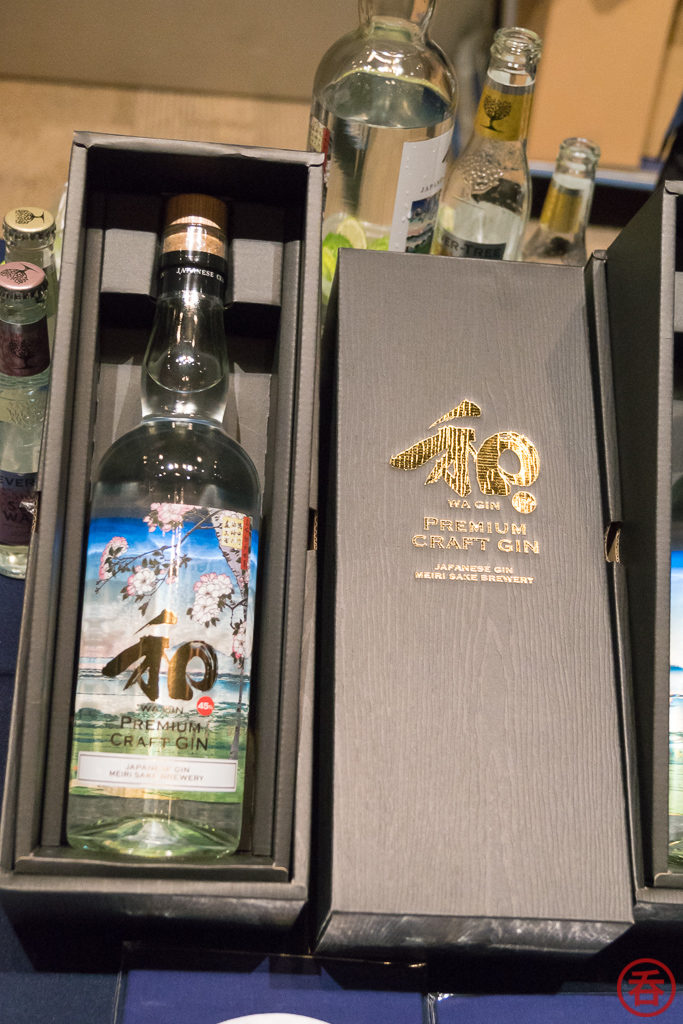 JAPANESE
和
WA GIN
PREMIUM
CRAFT GIN
JAPANESE GIN
MEIRI SAKE BREWERY
和
45%
WA GIN
PREMIUM
CRAFT GIN
JAPANESE GIN
MEIRI SAKE BREWERY
呑